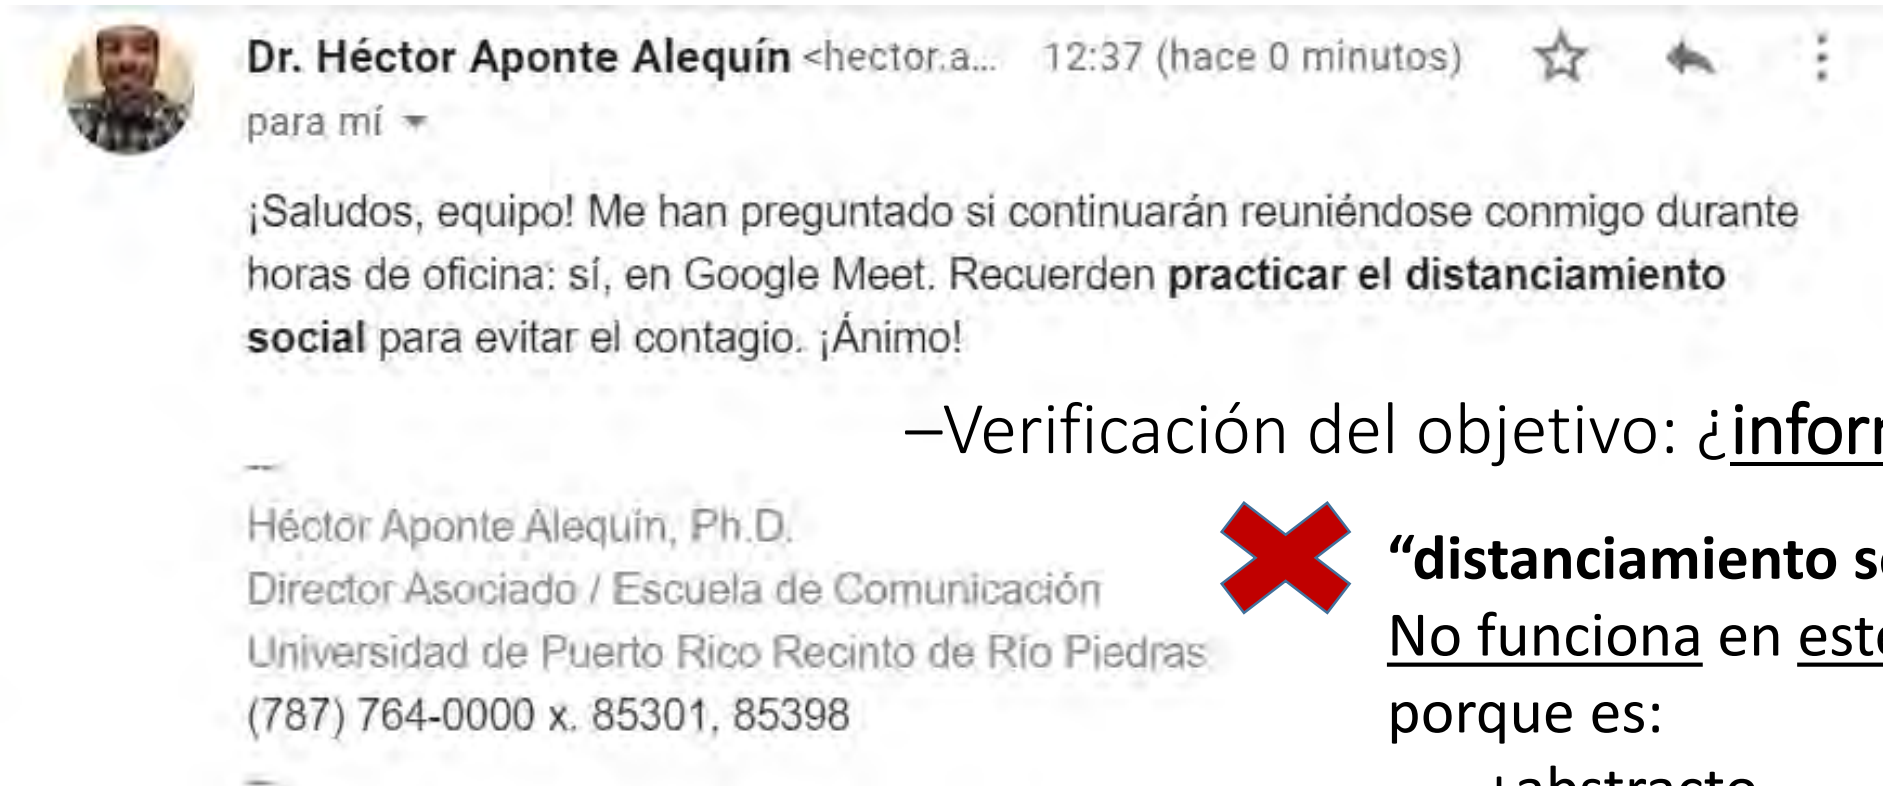 Dr. Héctor Aponte Alequín <hector.a... 12:37 (hace 0 minutos)
para mí
¡Saludos, equipo! Me han preguntado si continuarán reuniéndose conmigo durante
horas de oficina: sí, en Google Meet. Recuerden practicar el distanciamiento
social para evitar el contagio. ¡Ánimo!
–Verificación del objetivo: ¿
--
Héctor Aponte Alequín, Ph.D.
Director Asociado / Escuela de Comunicación
Universidad de Puerto Rico Recinto de Río Piedras
(787) 764-0000 x. 85301, 85398
“distanciamiento
No funciona en
porque es:
+abstracto